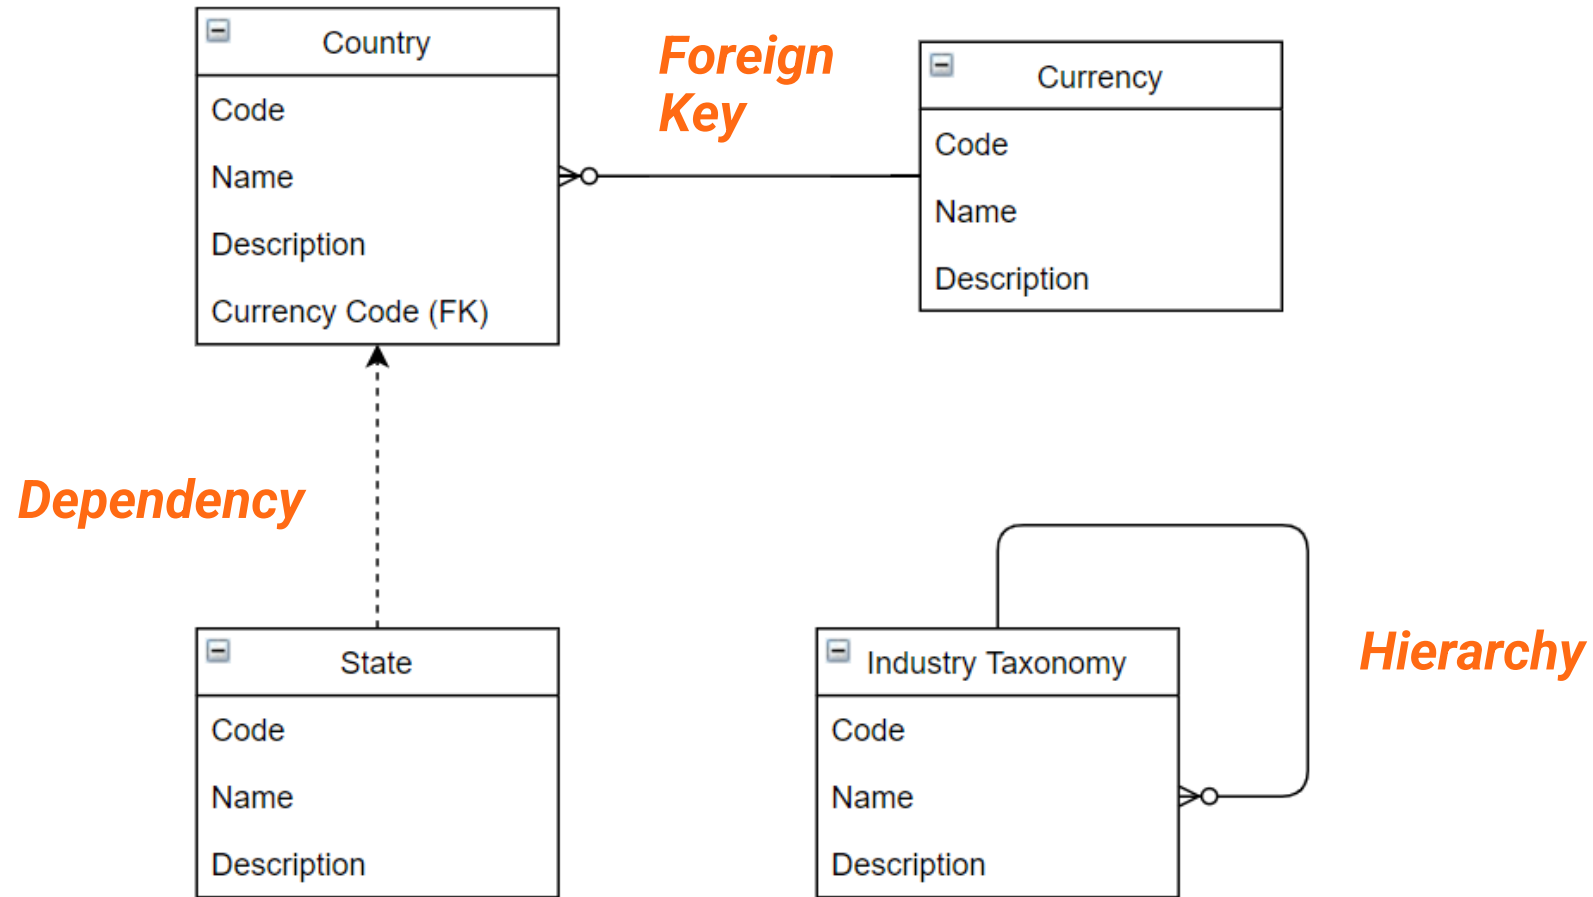 Country
Code
Name
Description
Currency Code (FK)
Foreign
Key
Currency
Code
Name
Description
Dependency
State
Code
Name
Description
Industry Taxonomy
Code
Name
Description
Hierarchy